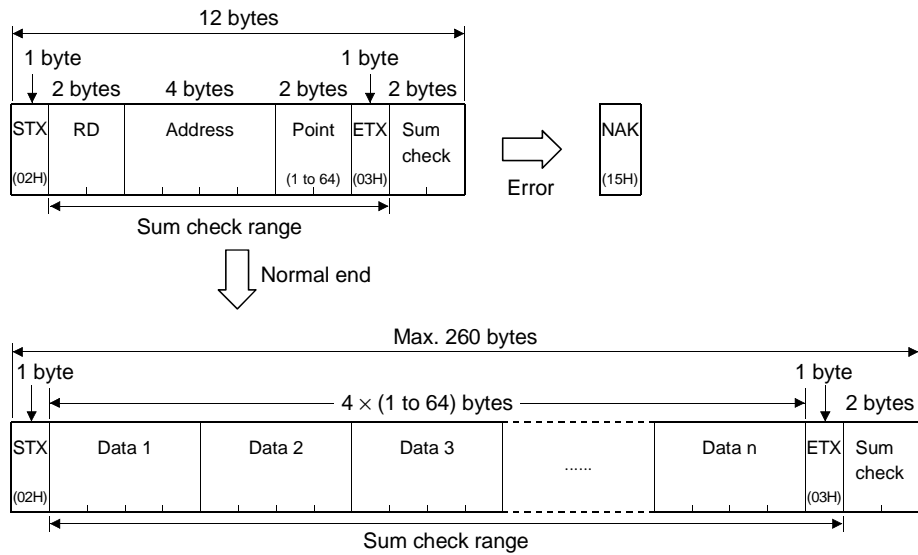 12 bytes
1 byte 1 byte
2 bytes 4 bytes 2 bytes 2 bytes
STX RD Address Point ETX Sum check NAK
(02H) (1 to 64) (03H) (15H)
Error
Sum check range
Normal end
Max. 260 bytes
1 byte 1 byte
4 × (1 to 64) bytes 2 bytes
STX Data 1 Data 2 Data 3 ...... Data n ETX Sum check
(02H) (03H)
Sum check range